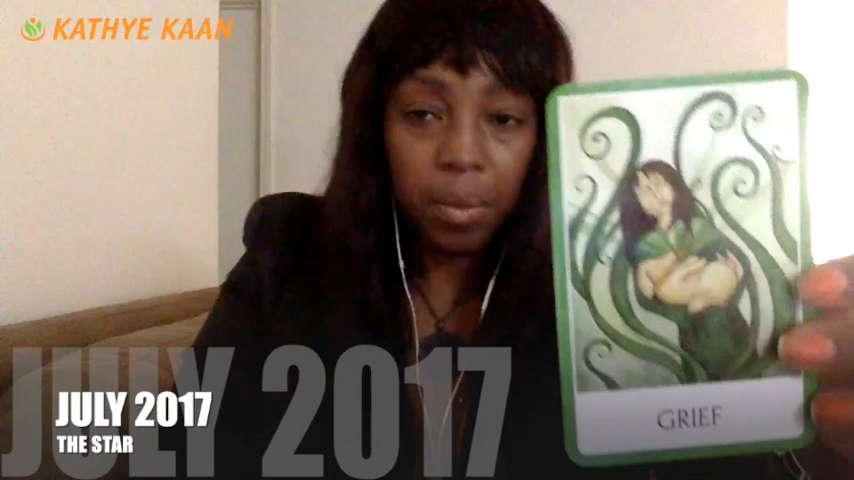 KATHYE KAAN
GRIEF
JULY 2017
JULY 2017
THE STAR